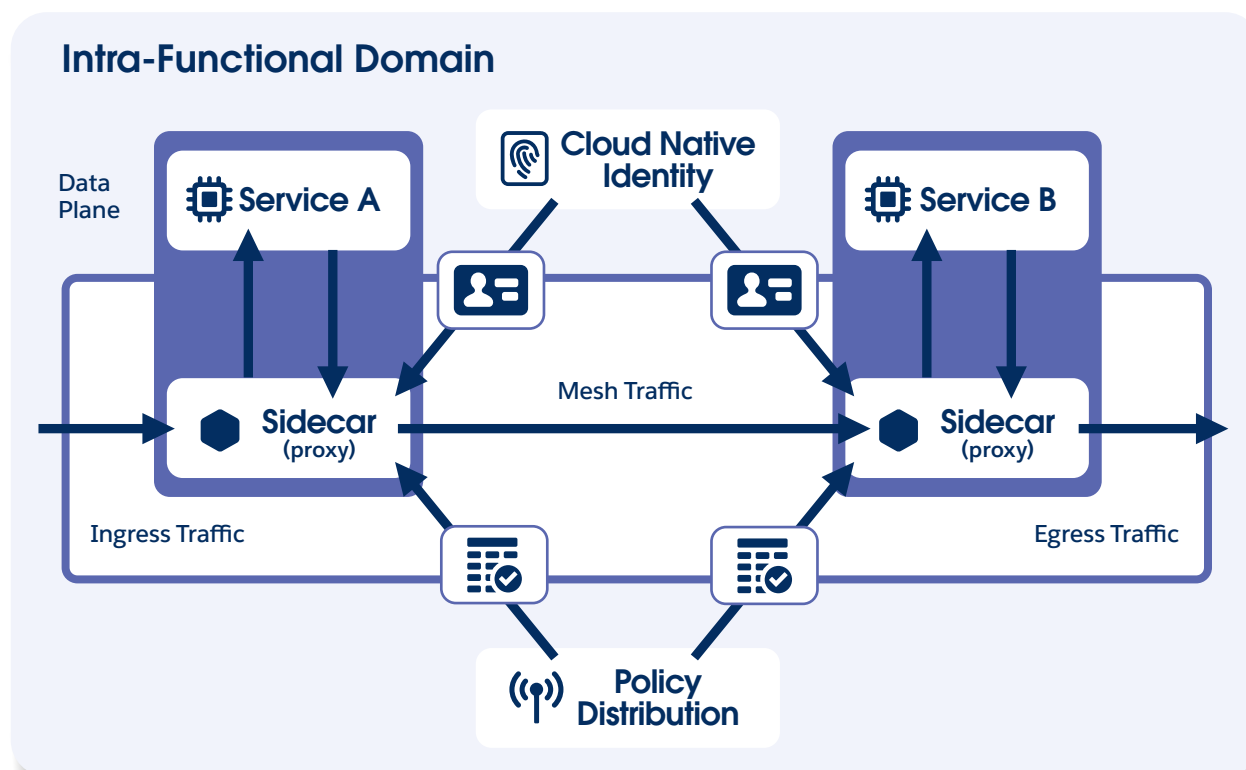 Intra-Functional Domain
Cloud Native
Identity
Data
Plane
Service A
Service B
Mesh Traffic
Sidecar
(proxy)
Sidecar
(proxy)
Ingress Traffic
Egress Traffic
Policy
Distribution